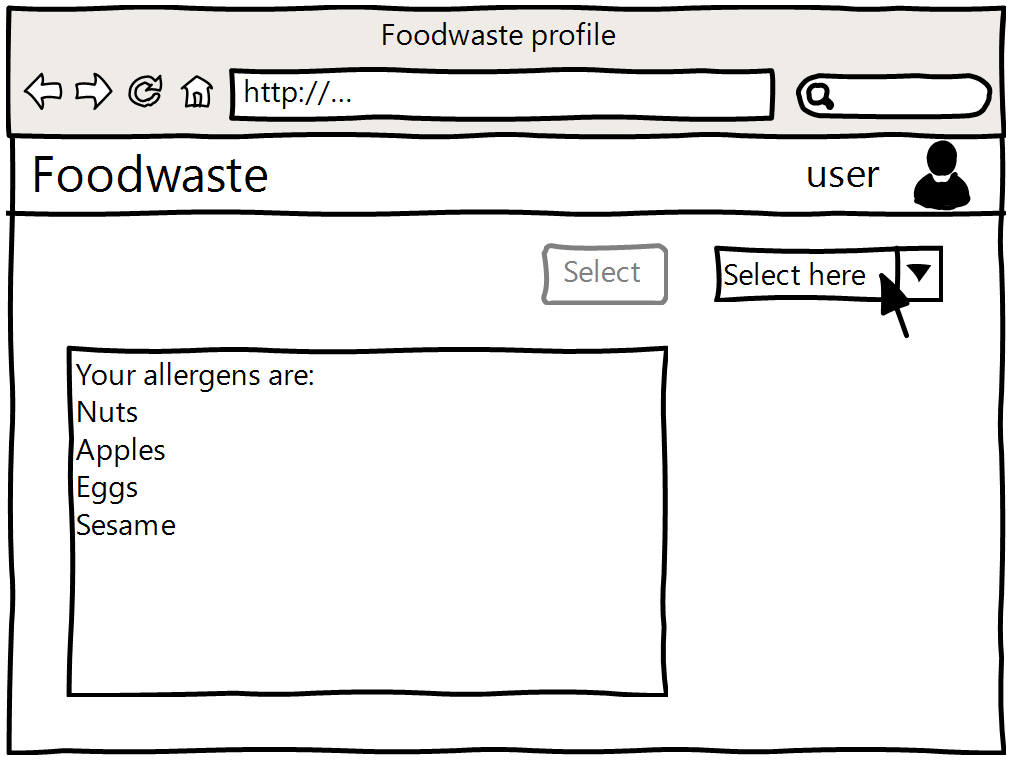 Foodwaste profile
http://...
Foodwaste
user
Select
Select here
Your allergens are:
Nuts
Apples
Eggs
Sesame